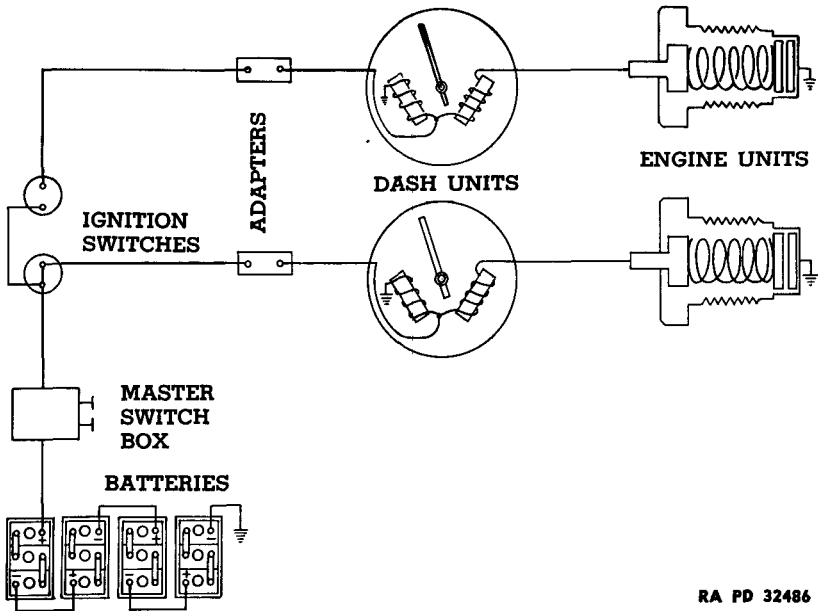 ADAPTERS
DASH UNITS
ENGINE UNITS
IGNITION
SWITCHES
MASTER
SWITCH
BOX
BATTERIES
+ - + -
- + - +
RA PD 32486